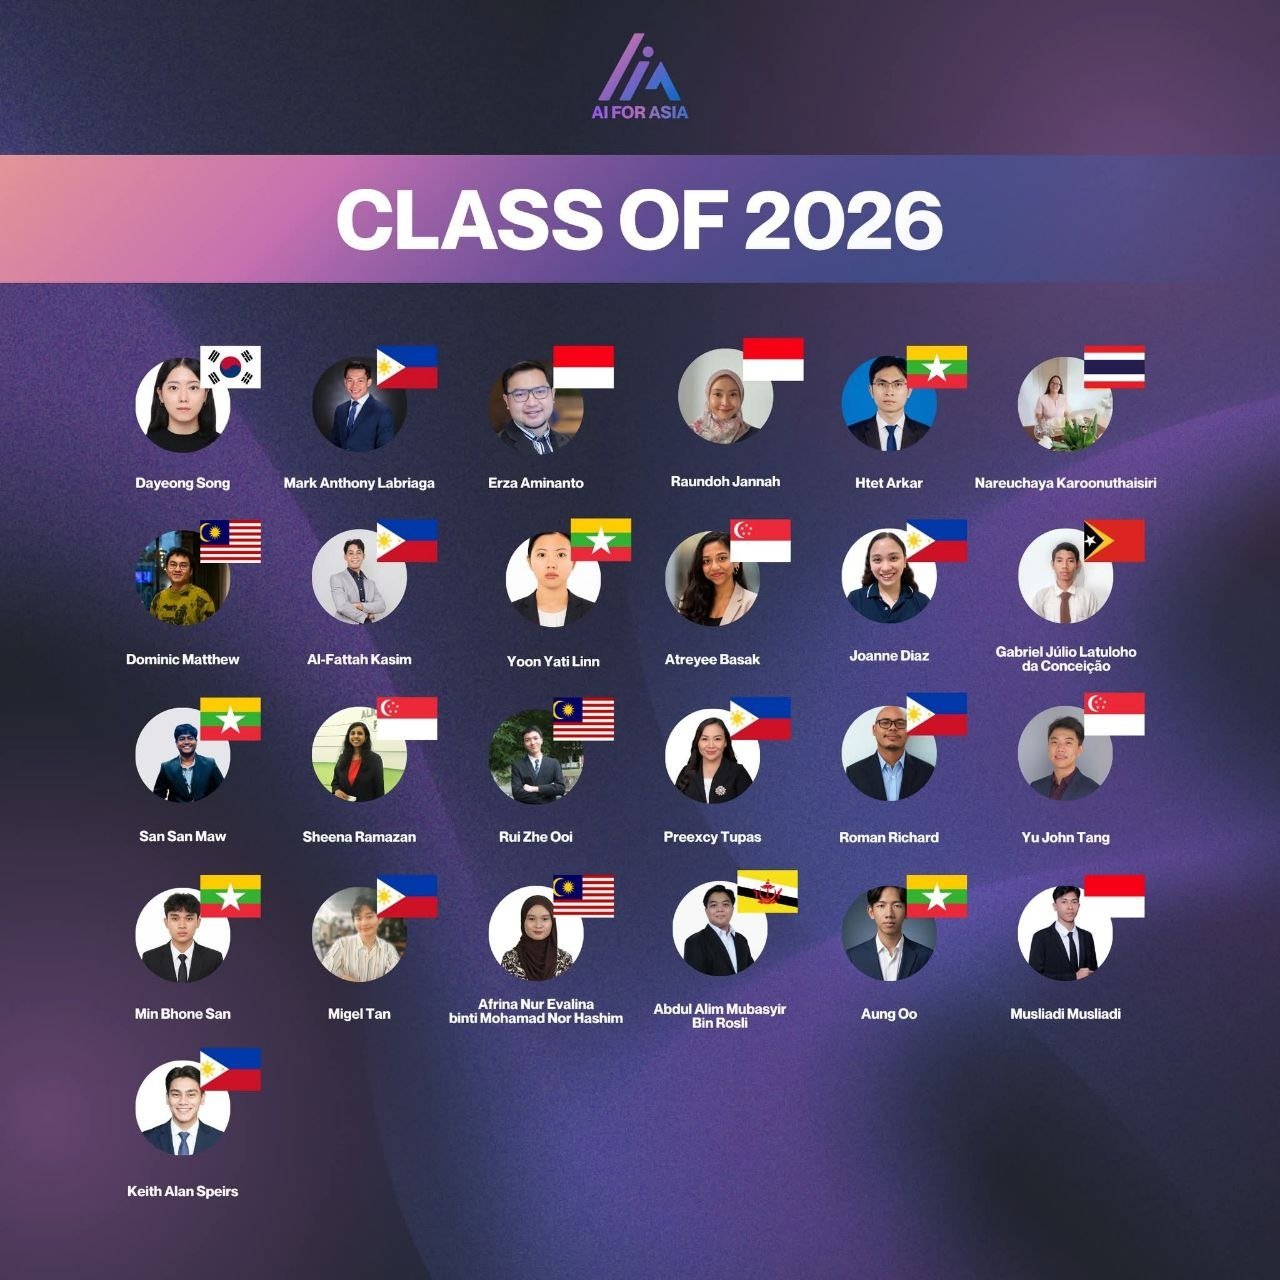 AI FOR ASIA
CLASS OF 2026
Dayeong Song
Mark Anthony Labriaga
Erza Aminanto
Raundoh Jannah
Htet Arkar
Nareuchaya Karoonuthaisiri
Dominic Matthew
Al-Fattah Kasim
Yoon Yati Linn
Atreyee Basak
Joanne Diaz
Gabriel Júlio Latuloho
da Conceição
San San Maw
Sheena Ramazan
Rui Zhe Ooi
Preexcy Tupas
Roman Richard
Yu John Tang
Min Bhone San
Migel Tan
Afrina Nur Evalina
binti Mohamad Nor Hashim
Abdul Alim Mubasyir
Bin Rosli
Aung Oo
Musliadi Musliadi
Keith Alan Speirs